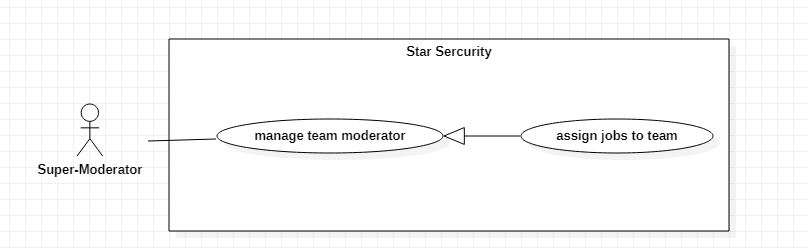 Star Sercurity
manage team moderator
assign jobs to team
Super-Moderator